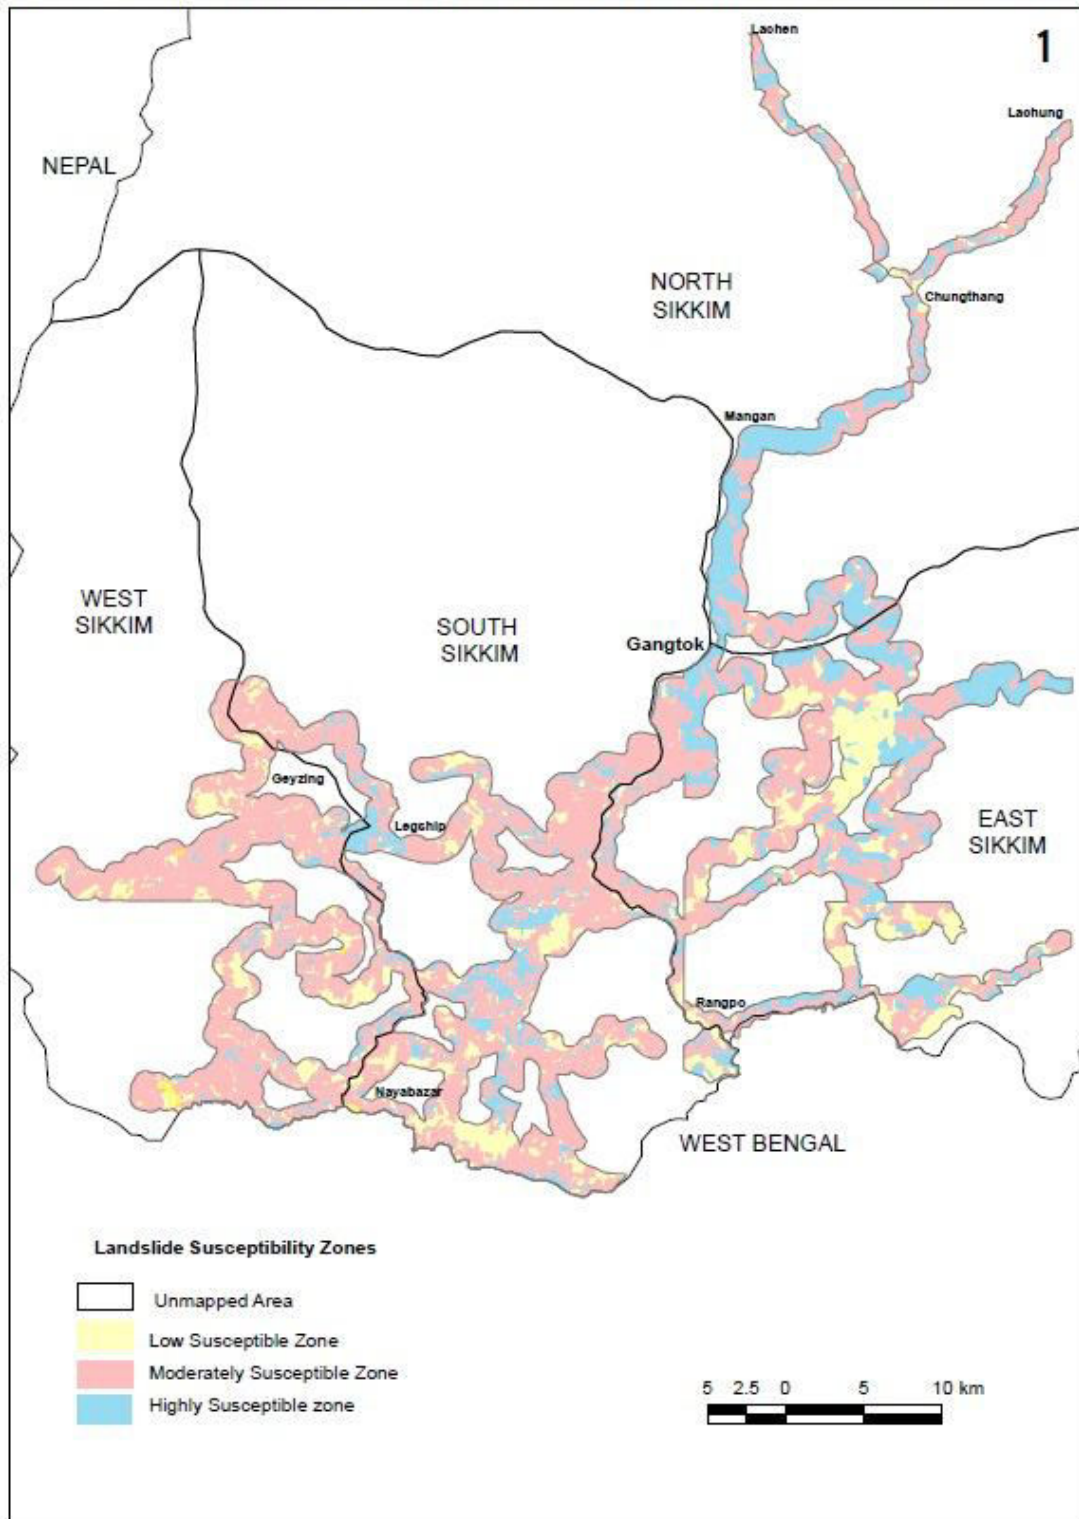 Laohen
1
Laohung
NEPAL
NORTH
SIKKIM
Chungthang
Mangan
WEST
SIKKIM
SOUTH
SIKKIM
Gangtok
Geyzing
Legship
EAST
SIKKIM
Rangpo
Nayabazar
WEST BENGAL
Landslide Susceptibility Zones
Unmapped Area
Low Susceptible Zone
Moderately Susceptible Zone
Highly Susceptible zone
5 2.5 0 5 10 km